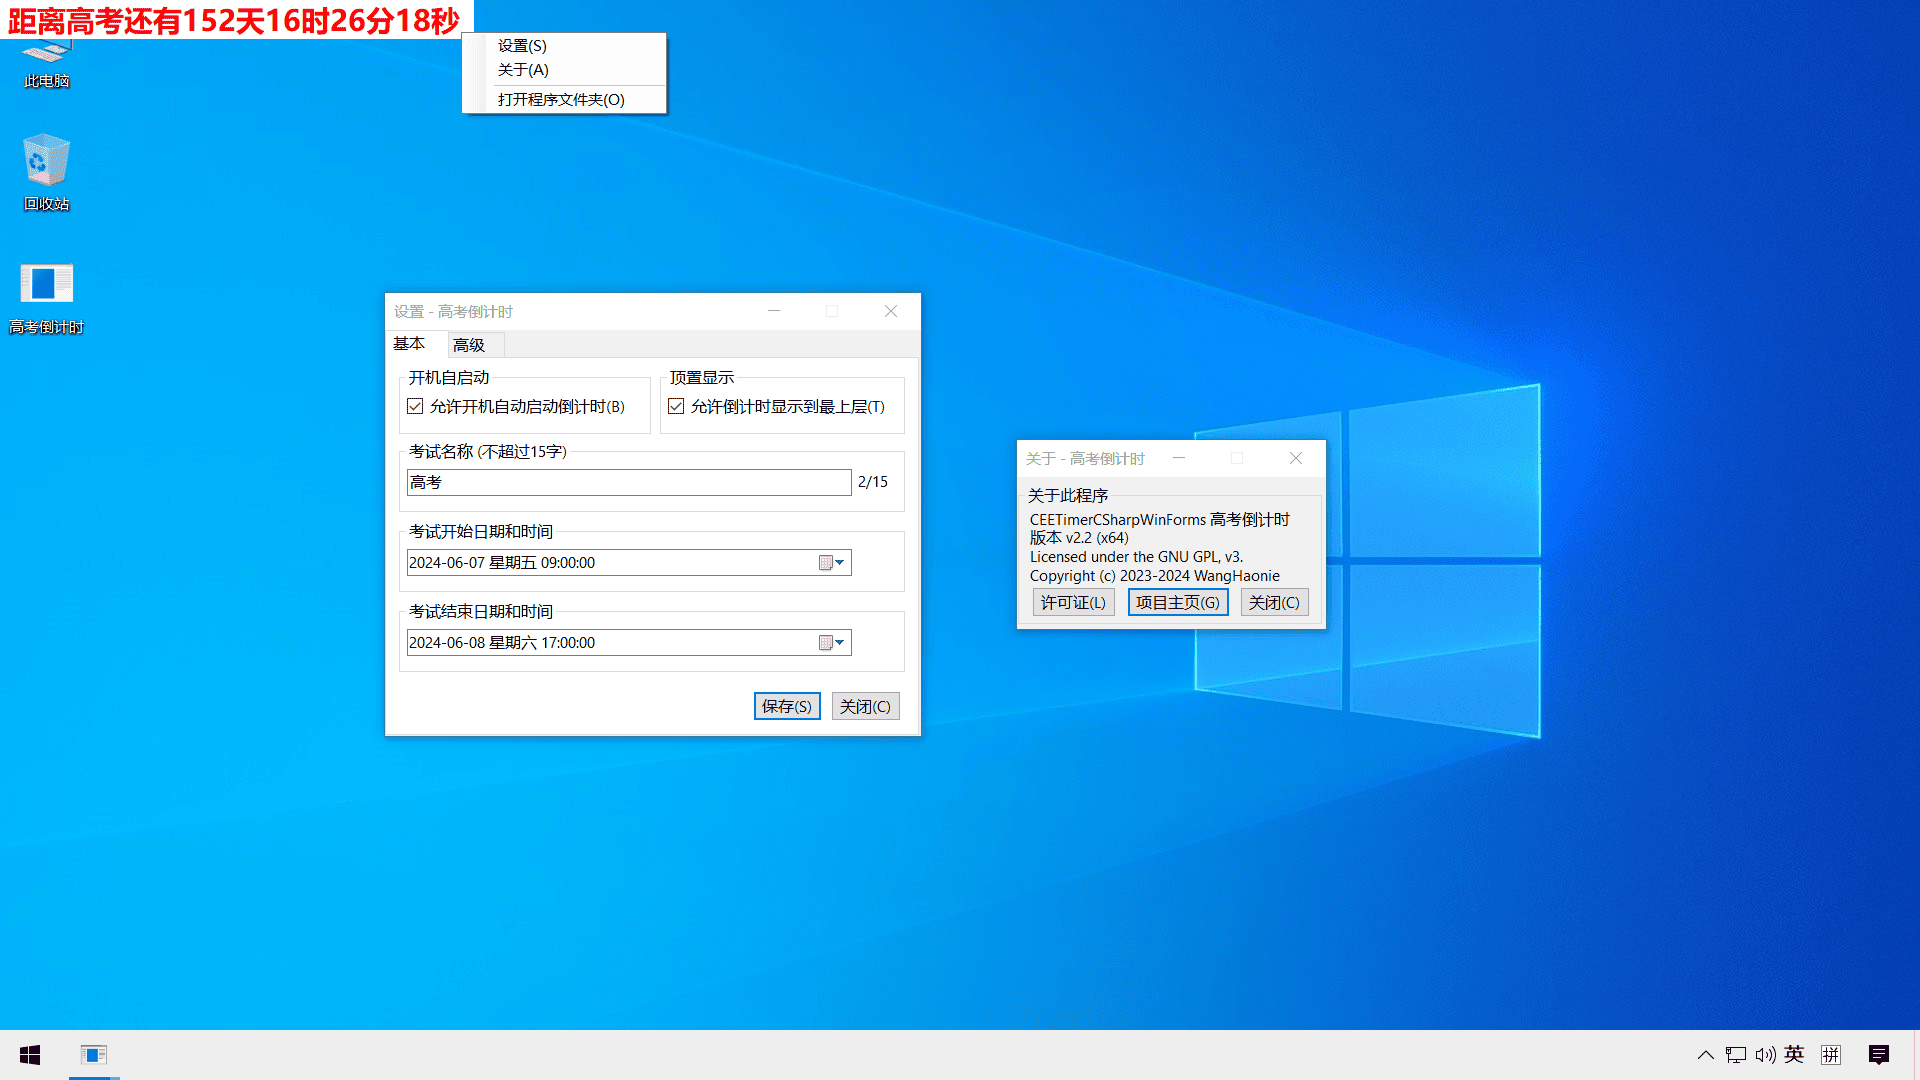 距离高考还有152天16时26分18秒
设置(S)
关于(A)
打开程序文件夹(O)
此电脑
回收站
高考倒计时
设置 - 高考倒计时
基本
高级
开机自启动
允许开机自动启动倒计时(B)
顶置显示
允许倒计时显示到最上层(T)
考试名称 (不超过15字)
高考
2/15
考试开始日期和时间
2024-06-07 星期五 09:00:00
考试结束日期和时间
2024-06-08 星期六 17:00:00
保存(S)
关闭(C)
关于 - 高考倒计时
关于此程序
CEETimerCSharpWinForms 高考倒计时
版本 v2.2 (x64)
Licensed under the GNU GPL, v3.
Copyright (c) 2023-2024 WangHaonie
许可证(L)
项目主页(G)
关闭(C)
英
拼